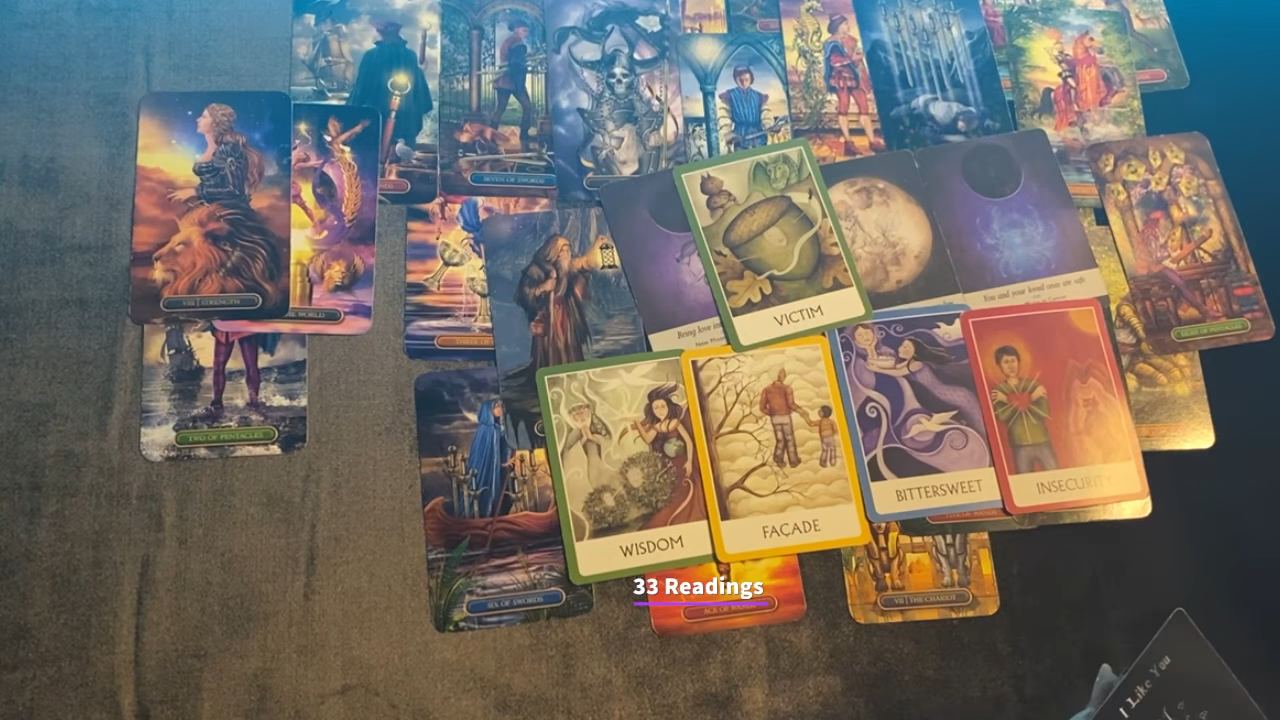 SEVEN OF SWORDS
VIII | STRENGTH
THE WORLD
TWO OF PENTACLES
VICTIM
Being love
You and your loved ones are safe
EIGHT OF PENTACLES
WISDOM
FAÇADE
BITTERSWEET
INSECURITY
SIX OF SWORDS
33 Readings
ACE OF WANDS
VII | THE CHARIOT
I Like You